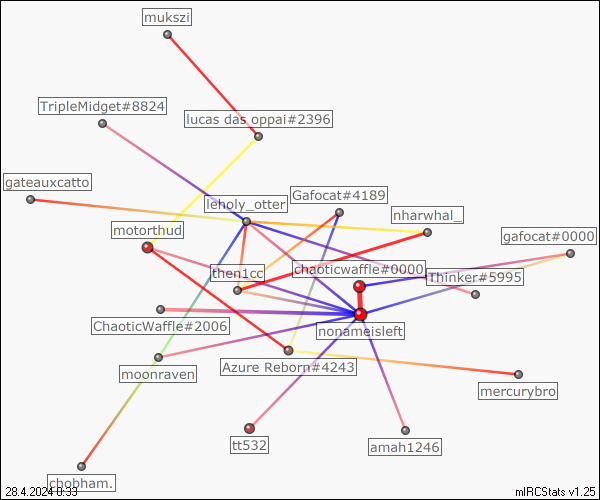 mukszi
TripleMidget#8824
lucas das oppai#2396
gateauxcatto
Gafocat#4189
leholy_otter
nharwhal_
motorthud
gafocat#0000
then1cc
chaoticwaffle#0000
Thinker#5995
ChaoticWaffle#2006
nonameisleft
moonraven
Azure Reborn#4243
mercurybro
tt532
amah1246
chobham.
28.4.2024 0:33
mIRCStats v1.25